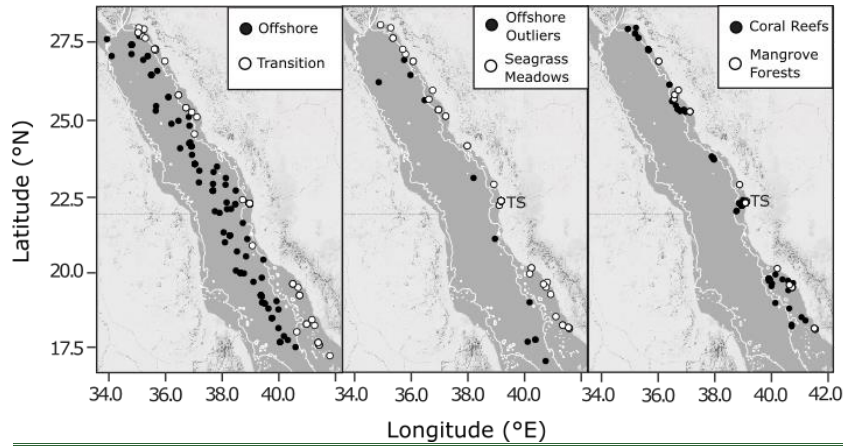 Offshore
Transition
Offshore
Outliers
Seagrass
Meadows
Coral Reefs
Mangrove
Forests
Latitude (°N)
27.5
25.0
22.5
20.0
17.5
TS
TS
34.0 36.0 38.0 40.0
34.0 36.0 38.0 40.0
34.0 36.0 38.0 40.0 42.0
Longitude (°E)